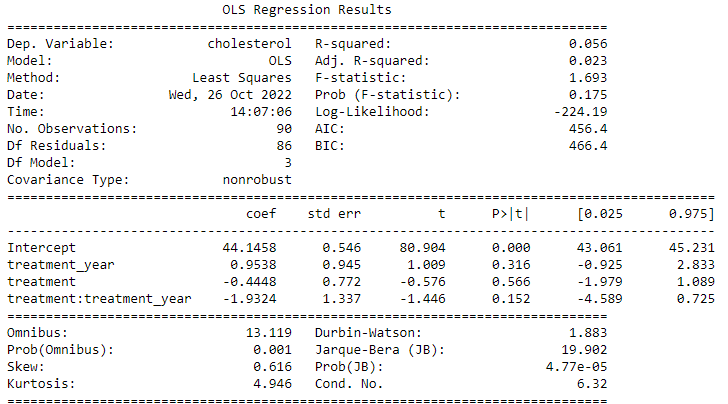 OLS Regression Results
==============================================================================
Dep. Variable:            cholesterol   R-squared:                       0.056
Model:                            OLS   Adj. R-squared:                  0.023
Method:                 Least Squares   F-statistic:                     1.693
Date:                Wed, 26 Oct 2022   Prob (F-statistic):              0.175
Time:                        14:07:06   Log-Likelihood:                -224.19
No. Observations:                  90   AIC:                             456.4
Df Residuals:                      86   BIC:                             466.4
Df Model:                           3
Covariance Type:            nonrobust
============================================================================================
                               coef    std err          t      P>|t|      [0.025      0.975]
--------------------------------------------------------------------------------------------
Intercept                   44.1458      0.546     80.904      0.000      43.061      45.231
treatment_year               0.9538      0.945      1.009      0.316      -0.925       2.833
treatment                   -0.4448      0.772     -0.576      0.566      -1.979       1.089
treatment:treatment_year    -1.9324      1.337     -1.446      0.152      -4.589       0.725
==============================================================================
Omnibus:                       13.119   Durbin-Watson:                   1.883
Prob(Omnibus):                  0.001   Jarque-Bera (JB):               19.902
Skew:                           0.616   Prob(JB):                     4.77e-05
Kurtosis:                       4.946   Cond. No.                         6.32
==============================================================================